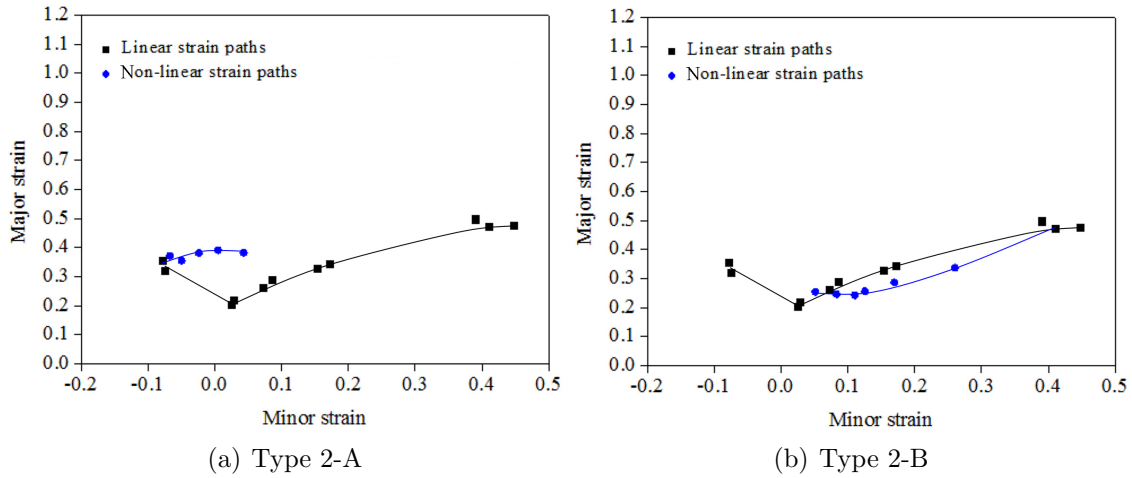 1.2
1.1
1.0
0.9
0.8
0.7
0.6
0.5
0.4
0.3
0.2
0.1
0.0
Major strain
Linear strain paths
Non-linear strain paths
-0.2 -0.1 0.0 0.1 0.2 0.3 0.4 0.5
Minor strain
(a) Type 2-A
1.2
1.1
1.0
0.9
0.8
0.7
0.6
0.5
0.4
0.3
0.2
0.1
0.0
Major strain
Linear strain paths
Non-linear strain paths
-0.2 -0.1 0.0 0.1 0.2 0.3 0.4 0.5
Minor strain
(b) Type 2-B